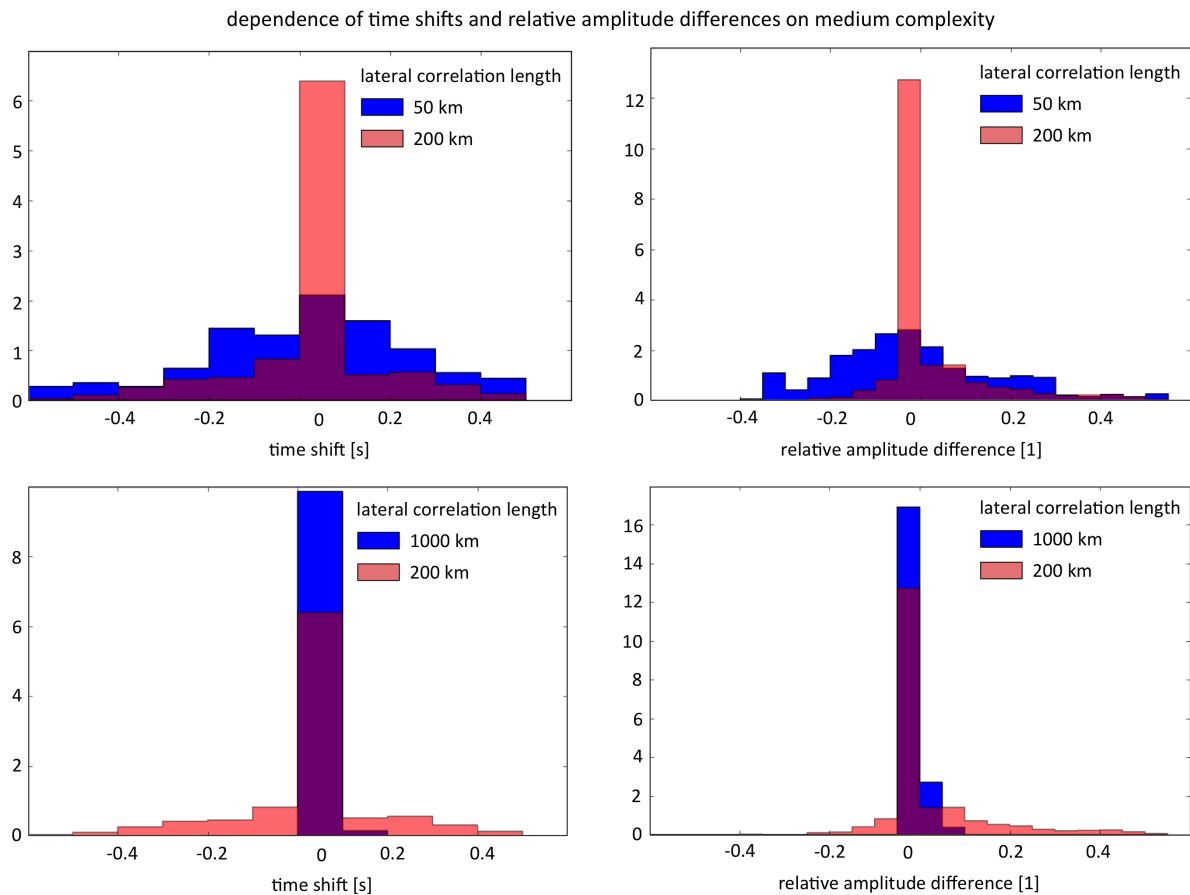 dependence of time shifts and relative amplitude differences on medium complexity
lateral correlation length
50 km
200 km
6
5
4
3
2
1
0
-0.4
-0.2
0
0.2
0.4
time shift [s]
lateral correlation length
50 km
200 km
12
10
8
6
4
2
0
-0.4
-0.2
0
0.2
0.4
relative amplitude difference [1]
lateral correlation length
1000 km
200 km
8
6
4
2
0
-0.4
-0.2
0
0.2
0.4
time shift [s]
lateral correlation length
1000 km
200 km
16
14
12
10
8
6
4
2
0
-0.4
-0.2
0
0.2
0.4
relative amplitude difference [1]